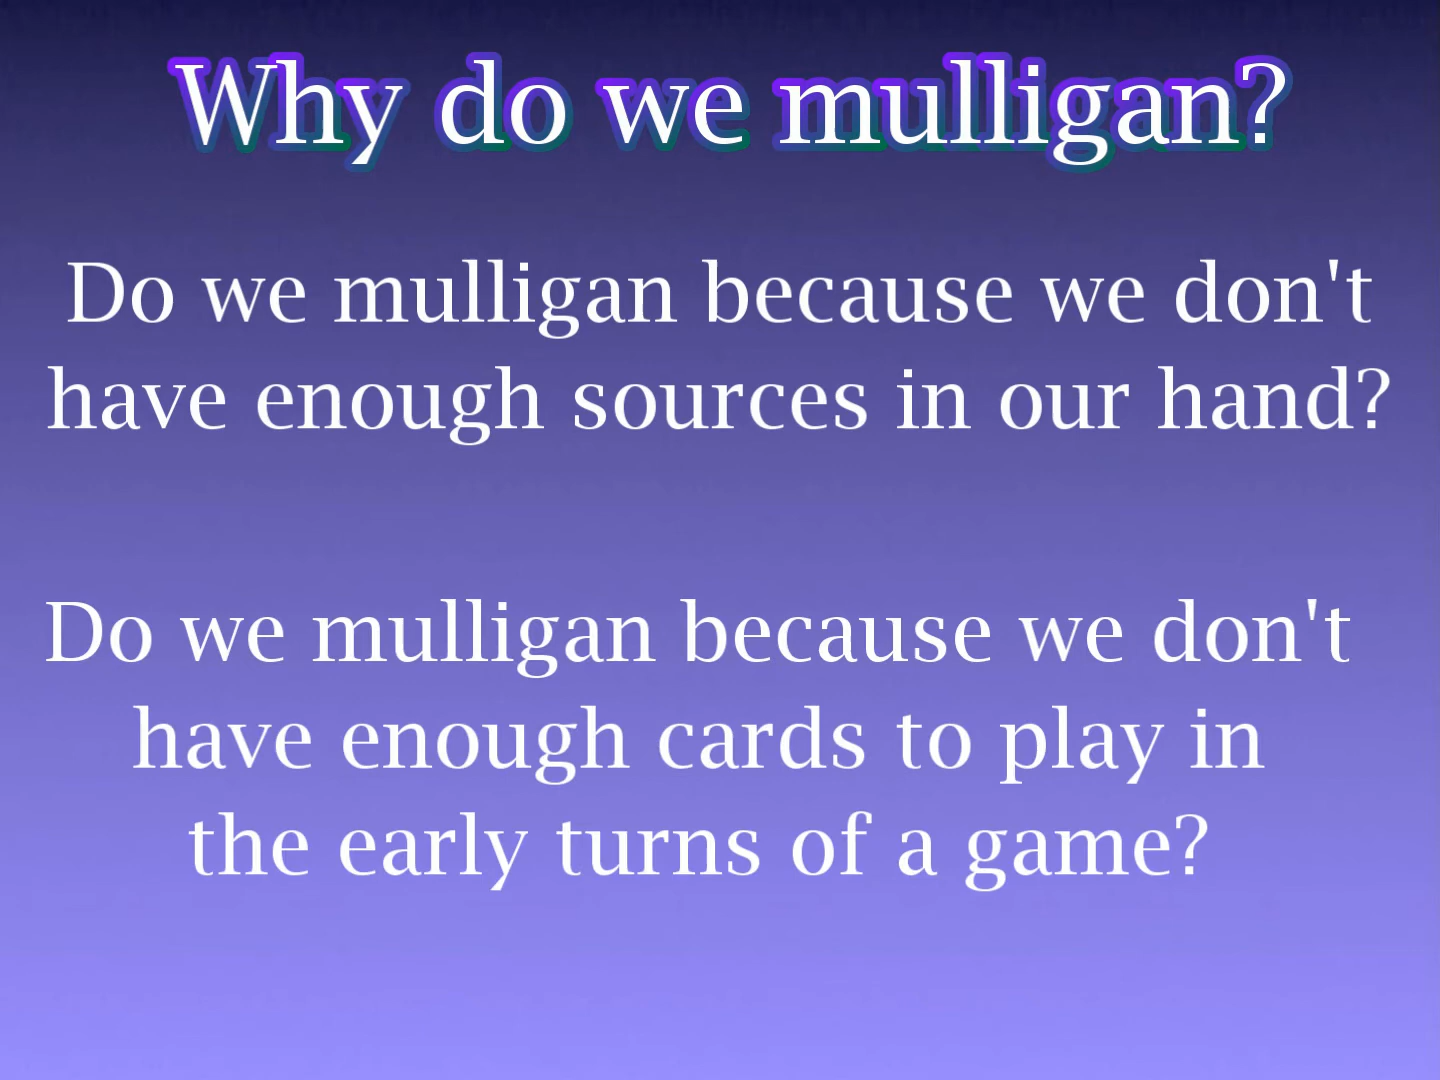 Why do we mulligan?
Do we mulligan because we don't
have enough sources in our hand?
Do we mulligan because we don't
have enough cards to play in
the early turns of a game?